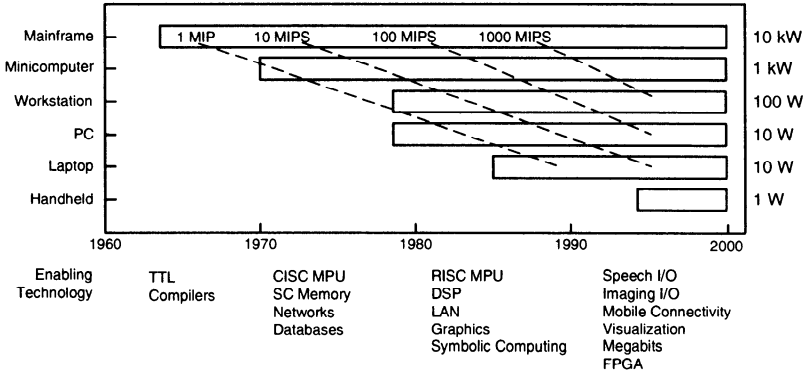 Mainframe 1 MIP 10 MIPS 100 MIPS 1000 MIPS 10 kW
Minicomputer 1 kW
Workstation 100 W
PC 10 W
Laptop 10 W
Handheld 1 W
1960 1970 1980 1990 2000
Enabling TTL CISC MPU RISC MPU Speech I/O
Technology Compilers SC Memory DSP Imaging I/O
Networks LAN Mobile Connectivity
Databases Graphics Visualization
Symbolic Computing Megabits
FPGA